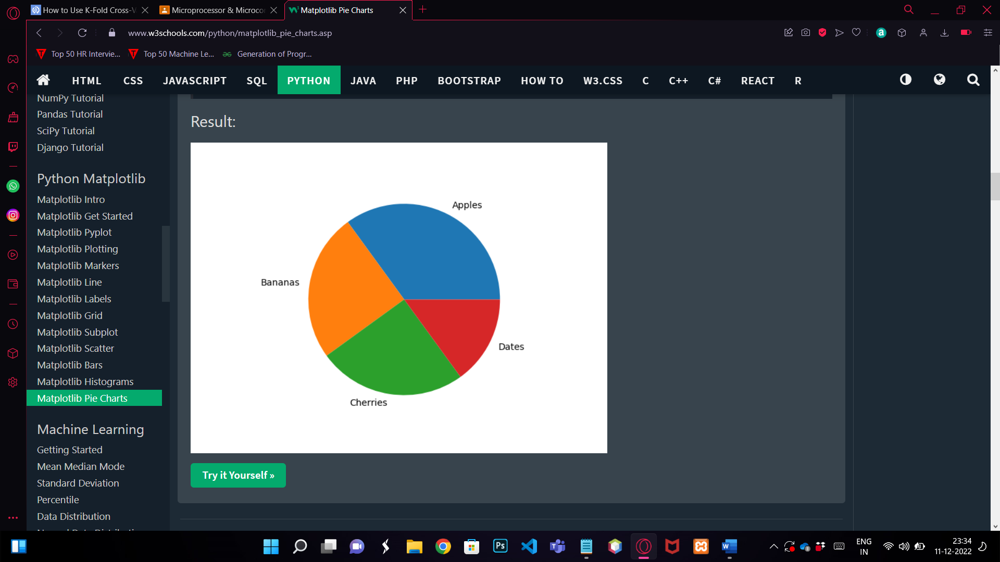 How to Use K-Fold Cross-V
Microprocessor & Microcor
Matplotlib Pie Charts
www.w3schools.com/python/matplotlib_pie_charts.asp
Top 50 HR Intervie...
Top 50 Machine Le...
Generation of Progr...
HTML
CSS
JAVASCRIPT
SQL
PYTHON
JAVA
PHP
BOOTSTRAP
HOW TO
W3.CSS
C
C++
C#
REACT
R
NumPy Tutorial
Pandas Tutorial
SciPy Tutorial
Django Tutorial
Python Matplotlib
Matplotlib Intro
Matplotlib Get Started
Matplotlib Pyplot
Matplotlib Plotting
Matplotlib Markers
Matplotlib Line
Matplotlib Labels
Matplotlib Grid
Matplotlib Subplot
Matplotlib Scatter
Matplotlib Bars
Matplotlib Histograms
Matplotlib Pie Charts
Machine Learning
Getting Started
Mean Median Mode
Standard Deviation
Percentile
Data Distribution
Result:
Apples
Bananas
Dates
Cherries
Try it Yourself »
ENG
IN
23:34
11-12-2022